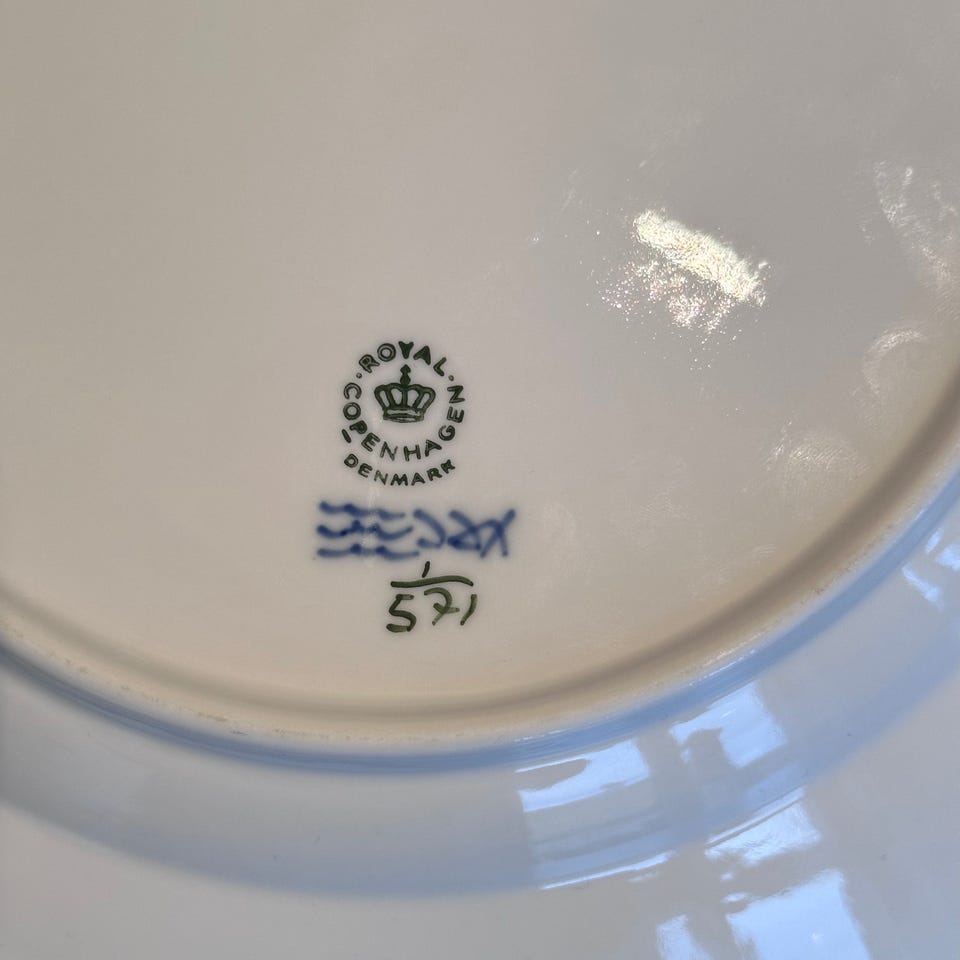 ROYAL
COPENHAGEN
DENMARK
1
571